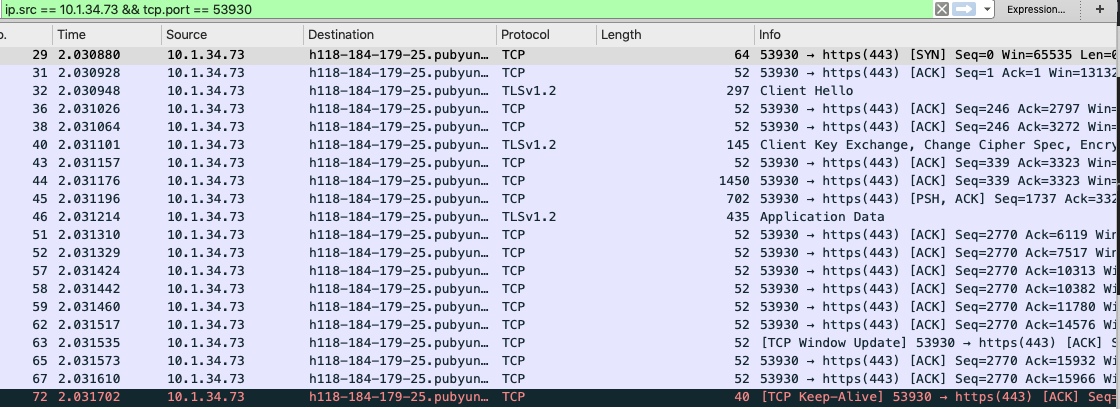 ip.src == 10.1.34.73 && tcp.port == 53930 Expression... +
o. Time Source Destination Protocol Length Info
29 2.030880 10.1.34.73 h118-184-179-25.pubyun… TCP 64 53930 → https(443) [SYN] Seq=0 Win=65535 Len=0
31 2.030928 10.1.34.73 h118-184-179-25.pubyun… TCP 52 53930 → https(443) [ACK] Seq=1 Ack=1 Win=13132
32 2.030948 10.1.34.73 h118-184-179-25.pubyun… TLSv1.2 297 Client Hello
36 2.031026 10.1.34.73 h118-184-179-25.pubyun… TCP 52 53930 → https(443) [ACK] Seq=246 Ack=2797 Win=
38 2.031064 10.1.34.73 h118-184-179-25.pubyun… TCP 52 53930 → https(443) [ACK] Seq=246 Ack=3272 Win=
40 2.031101 10.1.34.73 h118-184-179-25.pubyun… TLSv1.2 145 Client Key Exchange, Change Cipher Spec, Encry
43 2.031157 10.1.34.73 h118-184-179-25.pubyun… TCP 52 53930 → https(443) [ACK] Seq=339 Ack=3323 Win=
44 2.031176 10.1.34.73 h118-184-179-25.pubyun… TCP 1450 53930 → https(443) [ACK] Seq=339 Ack=3323 Win=
45 2.031196 10.1.34.73 h118-184-179-25.pubyun… TCP 702 53930 → https(443) [PSH, ACK] Seq=1737 Ack=332
46 2.031214 10.1.34.73 h118-184-179-25.pubyun… TLSv1.2 435 Application Data
51 2.031310 10.1.34.73 h118-184-179-25.pubyun… TCP 52 53930 → https(443) [ACK] Seq=2770 Ack=6119 Win
52 2.031329 10.1.34.73 h118-184-179-25.pubyun… TCP 52 53930 → https(443) [ACK] Seq=2770 Ack=7517 Win
57 2.031424 10.1.34.73 h118-184-179-25.pubyun… TCP 52 53930 → https(443) [ACK] Seq=2770 Ack=10313 Wi
58 2.031442 10.1.34.73 h118-184-179-25.pubyun… TCP 52 53930 → https(443) [ACK] Seq=2770 Ack=10382 Wi
59 2.031460 10.1.34.73 h118-184-179-25.pubyun… TCP 52 53930 → https(443) [ACK] Seq=2770 Ack=11780 Wi
62 2.031517 10.1.34.73 h118-184-179-25.pubyun… TCP 52 53930 → https(443) [ACK] Seq=2770 Ack=14576 Wi
63 2.031535 10.1.34.73 h118-184-179-25.pubyun… TCP 52 [TCP Window Update] 53930 → https(443) [ACK] S
65 2.031573 10.1.34.73 h118-184-179-25.pubyun… TCP 52 53930 → https(443) [ACK] Seq=2770 Ack=15932 Wi
67 2.031610 10.1.34.73 h118-184-179-25.pubyun… TCP 52 53930 → https(443) [ACK] Seq=2770 Ack=15966 Wi
72 2.031702 10.1.34.73 h118-184-179-25.pubyun… TCP 40 [TCP Keep-Alive] 53930 → https(443) [ACK] Seq=